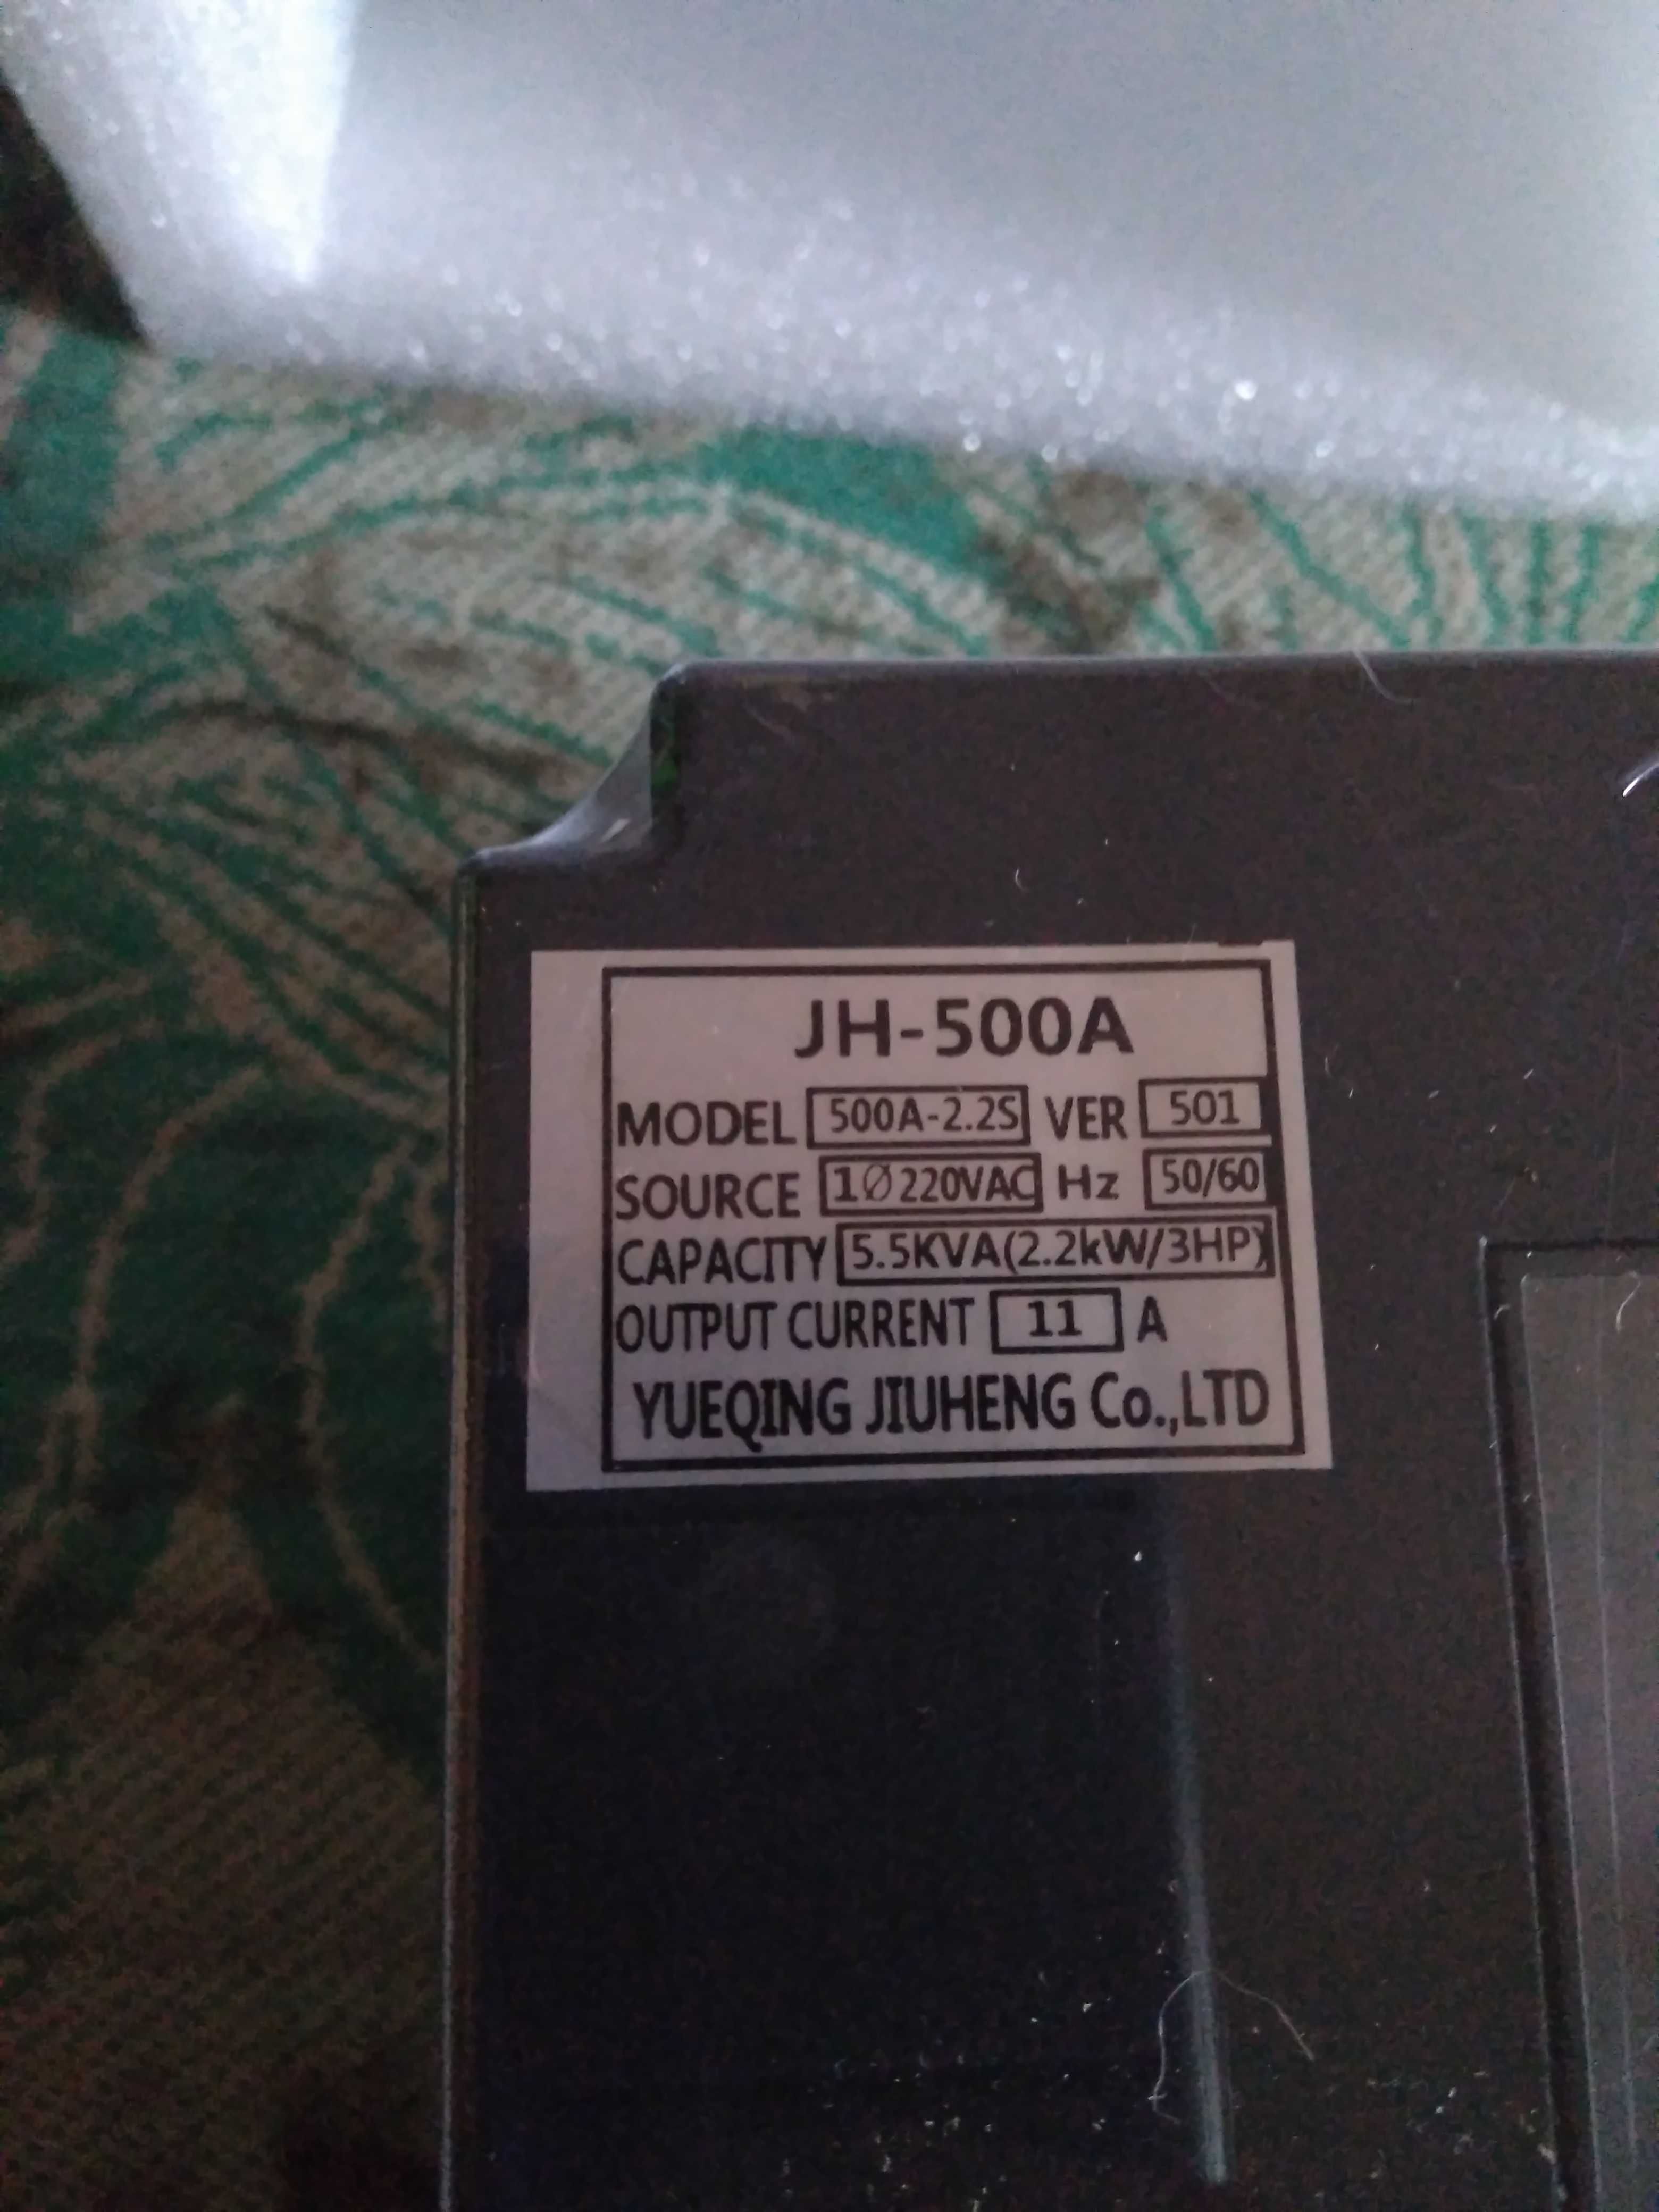 JH-500A
MODEL 500A-2.2S VER 501
SOURCE 1Ø220VAC Hz 50/60
CAPACITY 5.5KVA(2.2kW/3HP)
OUTPUT CURRENT 11 A
YUEQING JIUHENG Co.,LTD